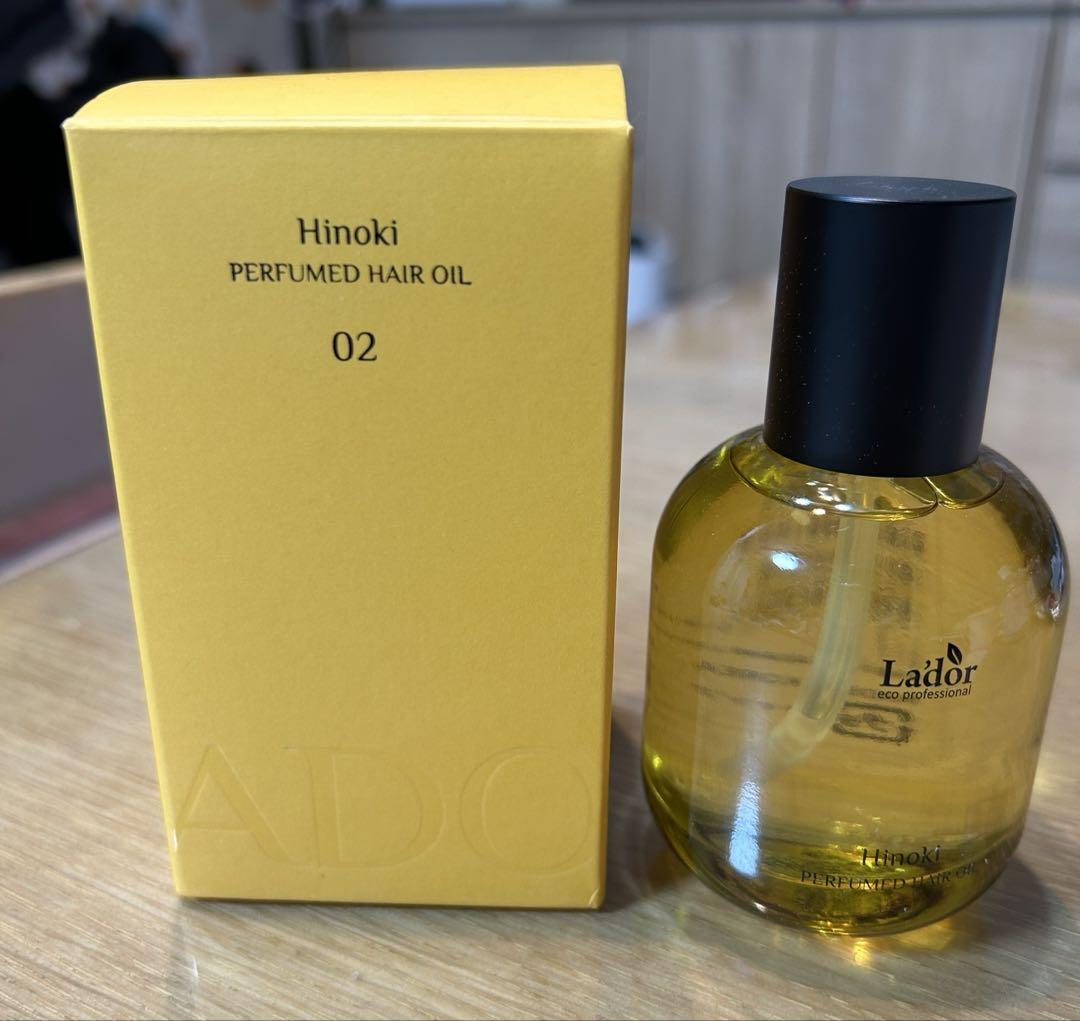 Hinoki
PERFUMED HAIR OIL
02
ADO
La'dor
eco professional
Hinoki
PERFUMED HAIR OIL